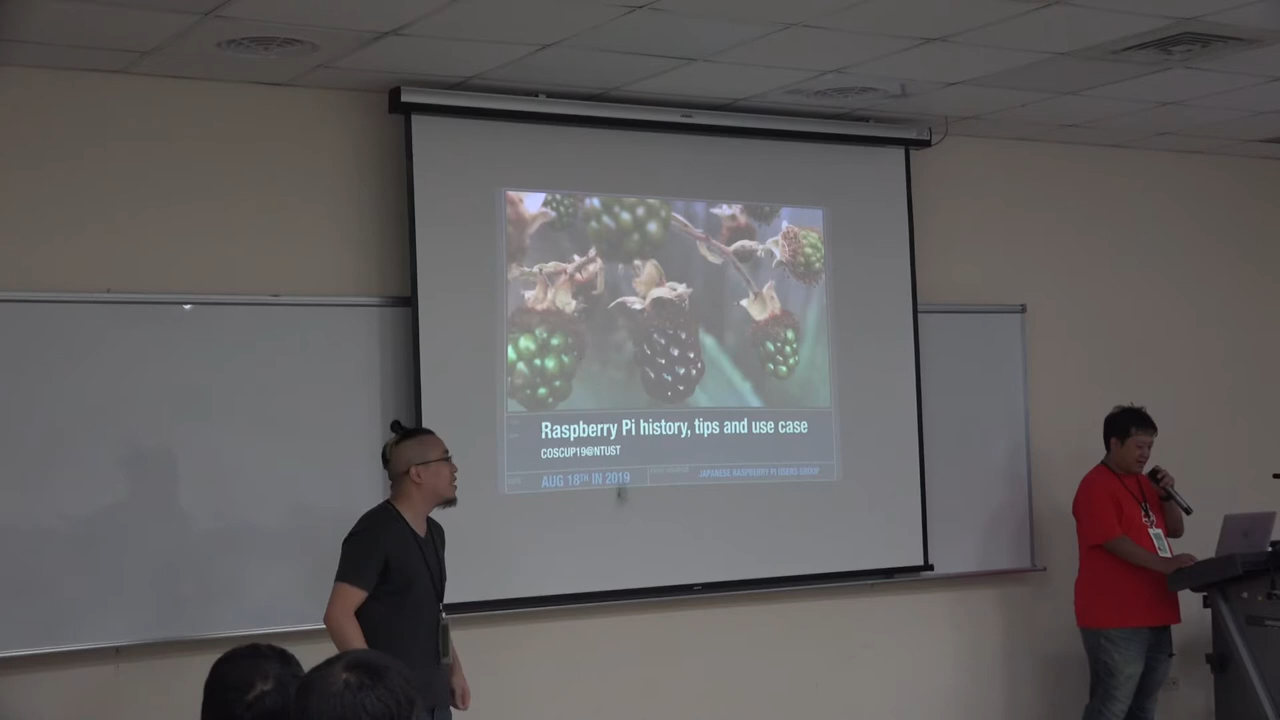 Raspberry Pi history, tips and use case
COSCUP19@NTUST
AUG 18TH IN 2019
JAPANESE RASPBERRY PI USERS GROUP